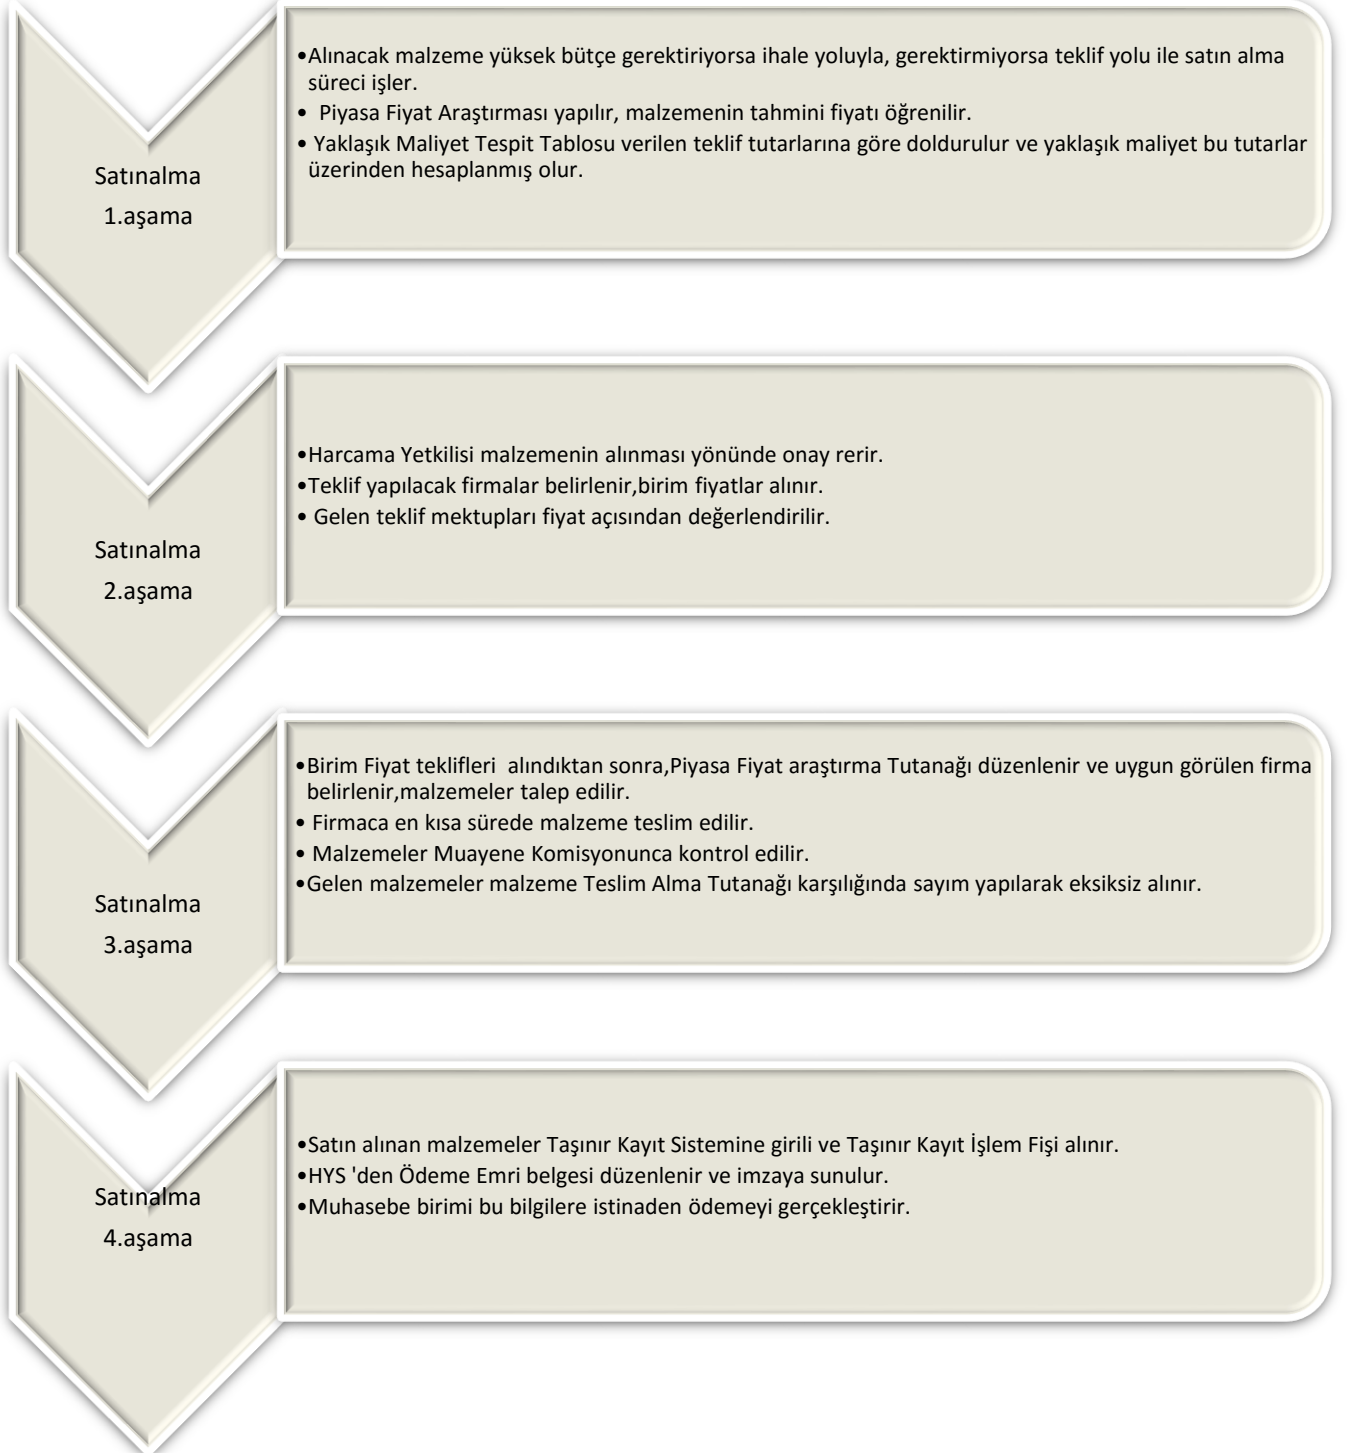 Satınalma
1.aşama
•Alınacak malzeme yüksek bütçe gerektiriyorsa ihale yoluyla, gerektirmiyorsa teklif yolu ile satın alma
süreci işler.
• Piyasa Fiyat Araştırması yapılır, malzemenin tahmini fiyatı öğrenilir.
• Yaklaşık Maliyet Tespit Tablosu verilen teklif tutarlarına göre doldurulur ve yaklaşık maliyet bu tutarlar
üzerinden hesaplanmış olur.
Satınalma
2.aşama
•Harcama Yetkilisi malzemenin alınması yönünde onay rerir.
•Teklif yapılacak firmalar belirlenir,birim fiyatlar alınır.
• Gelen teklif mektupları fiyat açısından değerlendirilir.
Satınalma
3.aşama
•Birim Fiyat teklifleri alındıktan sonra,Piyasa Fiyat araştırma Tutanağı düzenlenir ve uygun görülen firma
belirlenir,malzemeler talep edilir.
• Firmaca en kısa sürede malzeme teslim edilir.
• Malzemeler Muayene Komisyonunca kontrol edilir.
•Gelen malzemeler malzeme Teslim Alma Tutanağı karşılığında sayım yapılarak eksiksiz alınır.
Satınalma
4.aşama
•Satın alınan malzemeler Taşınır Kayıt Sistemine girili ve Taşınır Kayıt İşlem Fişi alınır.
•HYS 'den Ödeme Emri belgesi düzenlenir ve imzaya sunulur.
•Muhasebe birimi bu bilgilere istinaden ödemeyi gerçekleştirir.